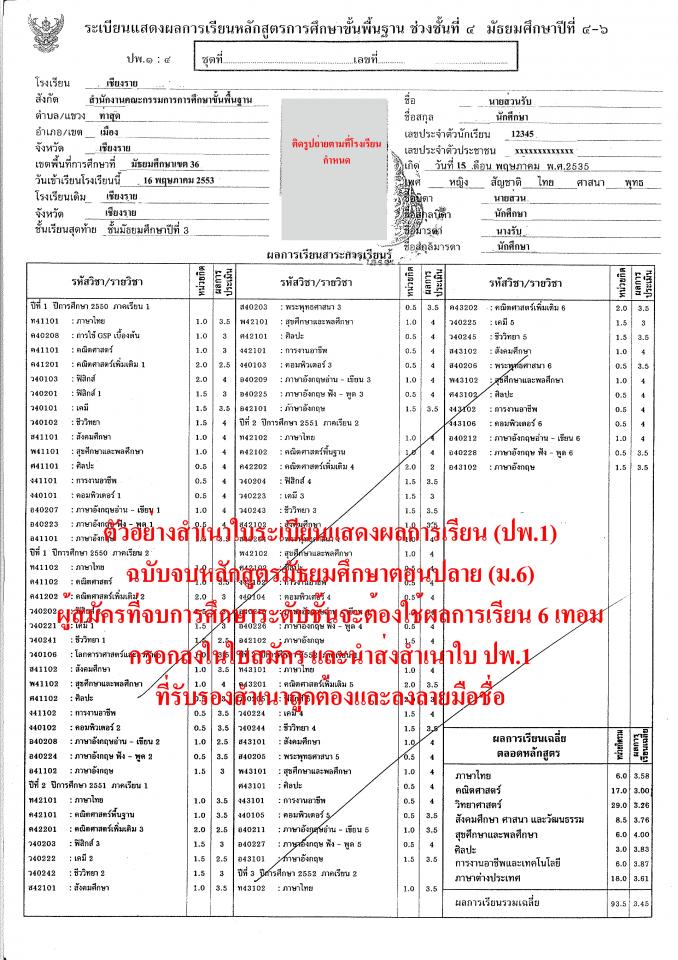 ระเบียนแสดงผลการเรียนหลักสูตรการศึกษาขั้นพื้นฐาน ช่วงชั้นที่ ๔ มัธยมศึกษาปีที่ ๔-๖
ปพ.๑ : ๔ ชุดที่ เลขที่
โรงเรียน เชียงราย
สังกัด สำนักงานคณะกรรมการการศึกษาขั้นพื้นฐาน
ตำบล/แขวง ท่าสุด
อำเภอ/เขต เมือง
จังหวัด เชียงราย
เขตพื้นที่การศึกษาที่ มัธยมศึกษาเขต 36
วันเข้าเรียนโรงเรียนนี้ 16 พฤษภาคม 2553
โรงเรียนเดิม เชียงราย
จังหวัด เชียงราย
ชั้นเรียนสุดท้าย ชั้นมัธยมศึกษาปีที่ 3
ติดรูปถ่ายตามที่โรงเรียน
กำหนด
ชื่อ นายสวนรับ
ชื่อสกุล นักศึกษา
เลขประจำตัวนักเรียน 12345
เลขประจำตัวประชาชน xxxxxxxxxxxxx
เกิด วันที่ 15 เดือน พฤษภาคม พ.ศ.2535
เพศ หญิง สัญชาติ ไทย ศาสนา พุทธ
ชื่อบิดา นายสวน
ชื่อสกุลบิดา นักศึกษา
ชื่อมารดา นางรับ
ชื่อสกุลมารดา นักศึกษา
ผลการเรียนสาระการเรียนรู้
รหัสวิชา/รายวิชา หน่วยกิต ผลการประเมิน
ปีที่ 1 ปีการศึกษา 2550 ภาคเรียน 1
ท41101 : ภาษาไทย 1.0 3.5
ค40208 : การใช้ GSP เบื้องต้น 1.0 3
ค41101 : คณิตศาสตร์ 1.0 3
ค41201 : คณิตศาสตร์เพิ่มเติม 1 2.0 2.5
ว40103 : ฟิสิกส์ 2.0 4
ว40201 : ฟิสิกส์ 1 1.5 3
ว40101 : เคมี 1.5 3.5
ว40102 : ชีววิทยา 1.5 4
ส41101 : สังคมศึกษา 1.0 4
พ41101 : สุขศึกษาและพลศึกษา 1.0 4
ศ41101 : ศิลปะ 0.5 4
ง41101 : การงานอาชีพ 0.5 4
ง40101 : คอมพิวเตอร์ 1 0.5 4
อ40207 : ภาษาอังกฤษอ่าน - เขียน 1 1.0 4
อ40223 : ภาษาอังกฤษ ฟัง - พูด 1 0.5 4
อ41101 : ภาษาอังกฤษ
ปีที่ 1 ปีการศึกษา 2550 ภาคเรียน 2
ท41102 : ภาษาไทย
ค41102 : คณิตศาสตร์
ค41202 : คณิตศาสตร์เพิ่มเติม 2
ว40221 : เคมี 1
ว40241 : ชีววิทยา 1
ส41102 : สังคมศึกษา
พ41102 : สุขศึกษาและพลศึกษา
ศ41102 : ศิลปะ
ง41102 : การงานอาชีพ 0.5 3.5
ง40102 : คอมพิวเตอร์ 2 0.5 3.5
อ40208 : ภาษาอังกฤษอ่าน - เขียน 2 1.0 2.5
อ40224 : ภาษาอังกฤษ ฟัง - พูด 2 0.5 3.5
อ41102 : ภาษาอังกฤษ 1.5 3
ปีที่ 2 ปีการศึกษา 2551 ภาคเรียน 1
ท42101 : ภาษาไทย 1.0 3.5
ค42101 : คณิตศาสตร์พื้นฐาน 1.0 3.5
ค42201 : คณิตศาสตร์เพิ่มเติม 3 2.0 2.5
ว40203 : ฟิสิกส์ 3 1.5 3.5
ว40222 : เคมี 2 1.5 2.5
ว40242 : ชีววิทยา 2 1.5 3
ส42101 : สังคมศึกษา 1.0 3.5
รหัสวิชา/รายวิชา หน่วยกิต ผลการประเมิน
ส40203 : พระพุทธศาสนา 3 0.5 3.5
พ42101 : สุขศึกษาและพลศึกษา 1.0 4
ศ42101 : ศิลปะ 0.5 4
ง42101 : การงานอาชีพ 0.5 4
ง40103 : คอมพิวเตอร์ 3 0.5 4
อ40209 : ภาษาอังกฤษอ่าน - เขียน 3 1.0 4
อ40225 : ภาษาอังกฤษ ฟัง - พูด 3 0.5 4
อ42101 : ภาษาอังกฤษ 1.5 3.5
ปีที่ 2 ปีการศึกษา 2551 ภาคเรียน 2
ท42102 : ภาษาไทย 1.0 4
ค42102 : คณิตศาสตร์พื้นฐาน 1.0 4
ค42202 : คณิตศาสตร์เพิ่มเติม 4 2.0 2
ว40204 : ฟิสิกส์ 4 1.5 3.5
ว40223 : เคมี 3 1.5 3
ว40243 : ชีววิทยา 3 1.5 3.5
ส42102 : สังคมศึกษา 1.0 3.5
พ42102 : สุขศึกษาและพลศึกษา
อ42102 : ภาษาอังกฤษ
ท43101 : ภาษาไทย
ค43201 : คณิตศาสตร์เพิ่มเติม 5
ว40224 : เคมี 4 1.5 4
ว40244 : ชีววิทยา 4 1.5 3.5
ส43101 : สังคมศึกษา 1.0 4
ส40205 : พระพุทธศาสนา 5 0.5 4
พ43101 : สุขศึกษาและพลศึกษา 1.0 4
ศ43101 : ศิลปะ 0.5 4
ง43101 : การงานอาชีพ 0.5 4
ง40105 : คอมพิวเตอร์ 5 0.5 3.5
อ40211 : ภาษาอังกฤษอ่าน - เขียน 5 1.0 3.5
อ40227 : ภาษาอังกฤษ ฟัง - พูด 5 0.5 4
อ43101 : ภาษาอังกฤษ 1.5 3.5
ปีที่ 3 ปีการศึกษา 2552 ภาคเรียน 2
ท43102 : ภาษาไทย 1.0 3.5
รหัสวิชา/รายวิชา หน่วยกิต ผลการประเมิน
ค43202 : คณิตศาสตร์เพิ่มเติม 6 2.0 3.5
ว40225 : เคมี 5 1.5 3
ว40245 : ชีววิทยา 5 1.5 3.5
ส43102 : สังคมศึกษา 1.0 4
ส40206 : พระพุทธศาสนา 6 0.5 3.5
พ43102 : สุขศึกษาและพลศึกษา 1.0 4
ศ43102 : ศิลปะ 0.5 4
ง43102 : การงานอาชีพ 0.5 4
ง43106 : คอมพิวเตอร์ 6 0.5 4
อ40212 : ภาษาอังกฤษอ่าน - เขียน 6 1.0 4
อ40228 : ภาษาอังกฤษ ฟัง - พูด 6 0.5 3.5
อ43102 : ภาษาอังกฤษ 1.5 3.5
ตัวอย่างสำเนาใบระเบียนแสดงผลการเรียน (ปพ.1)
ฉบับจบหลักสูตรมัธยมศึกษาตอนปลาย (ม.6)
ผู้สมัครที่จบการศึกษาระดับชั้นจะต้องใช้ผลการเรียน 6 เทอม
กรอกลงในใบสมัคร และนำส่งสำเนาใบ ปพ.1
ที่รับรองสำเนาถูกต้องและลงลายมือชื่อ
ผลการเรียนเฉลี่ย
ตลอดหลักสูตร หน่วยกิตรวม ผลการเรียนเฉลี่ย
ภาษาไทย 6.0 3.58
คณิตศาสตร์ 17.0 3.00
วิทยาศาสตร์ 29.0 3.26
สังคมศึกษา ศาสนา และวัฒนธรรม 8.5 3.76
สุขศึกษาและพลศึกษา 6.0 4.00
ศิลปะ 3.0 3.83
การงานอาชีพและเทคโนโลยี 6.0 3.87
ภาษาต่างประเทศ 18.0 3.61
ผลการเรียนรวมเฉลี่ย 93.5 3.45